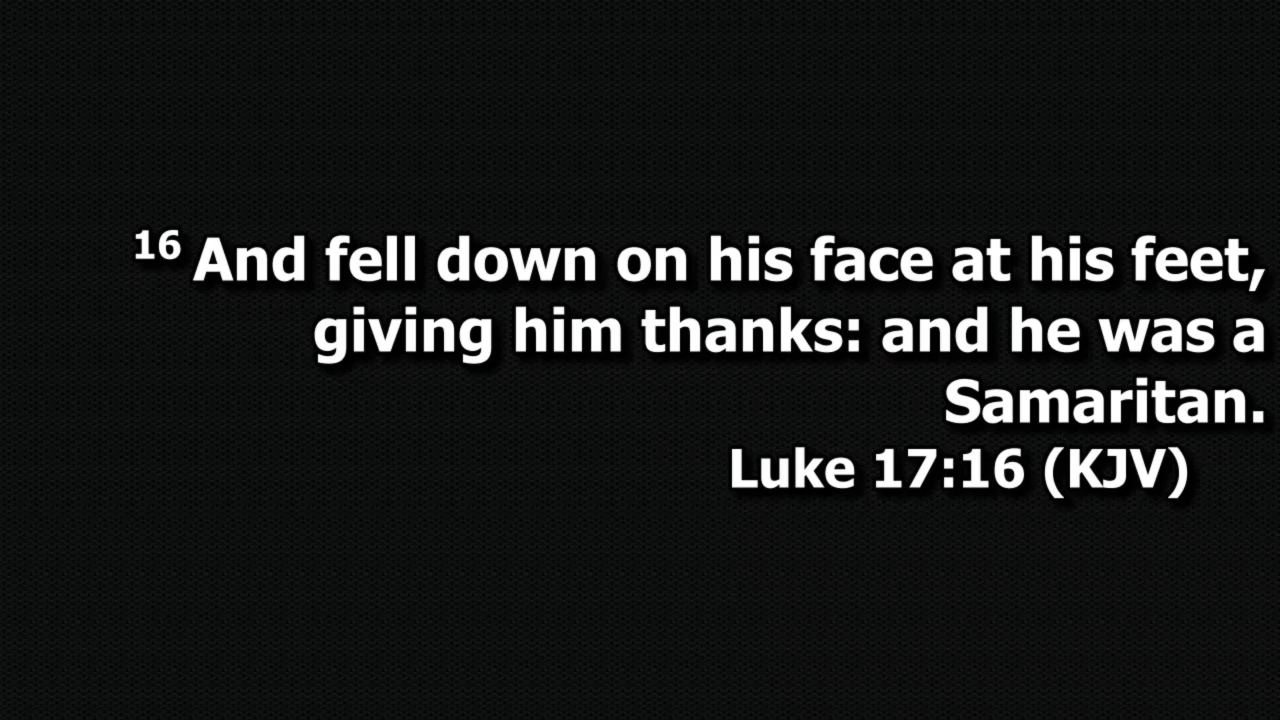 16 And fell down on his face at his feet,
giving him thanks: and he was a
Samaritan.
Luke 17:16 (KJV)